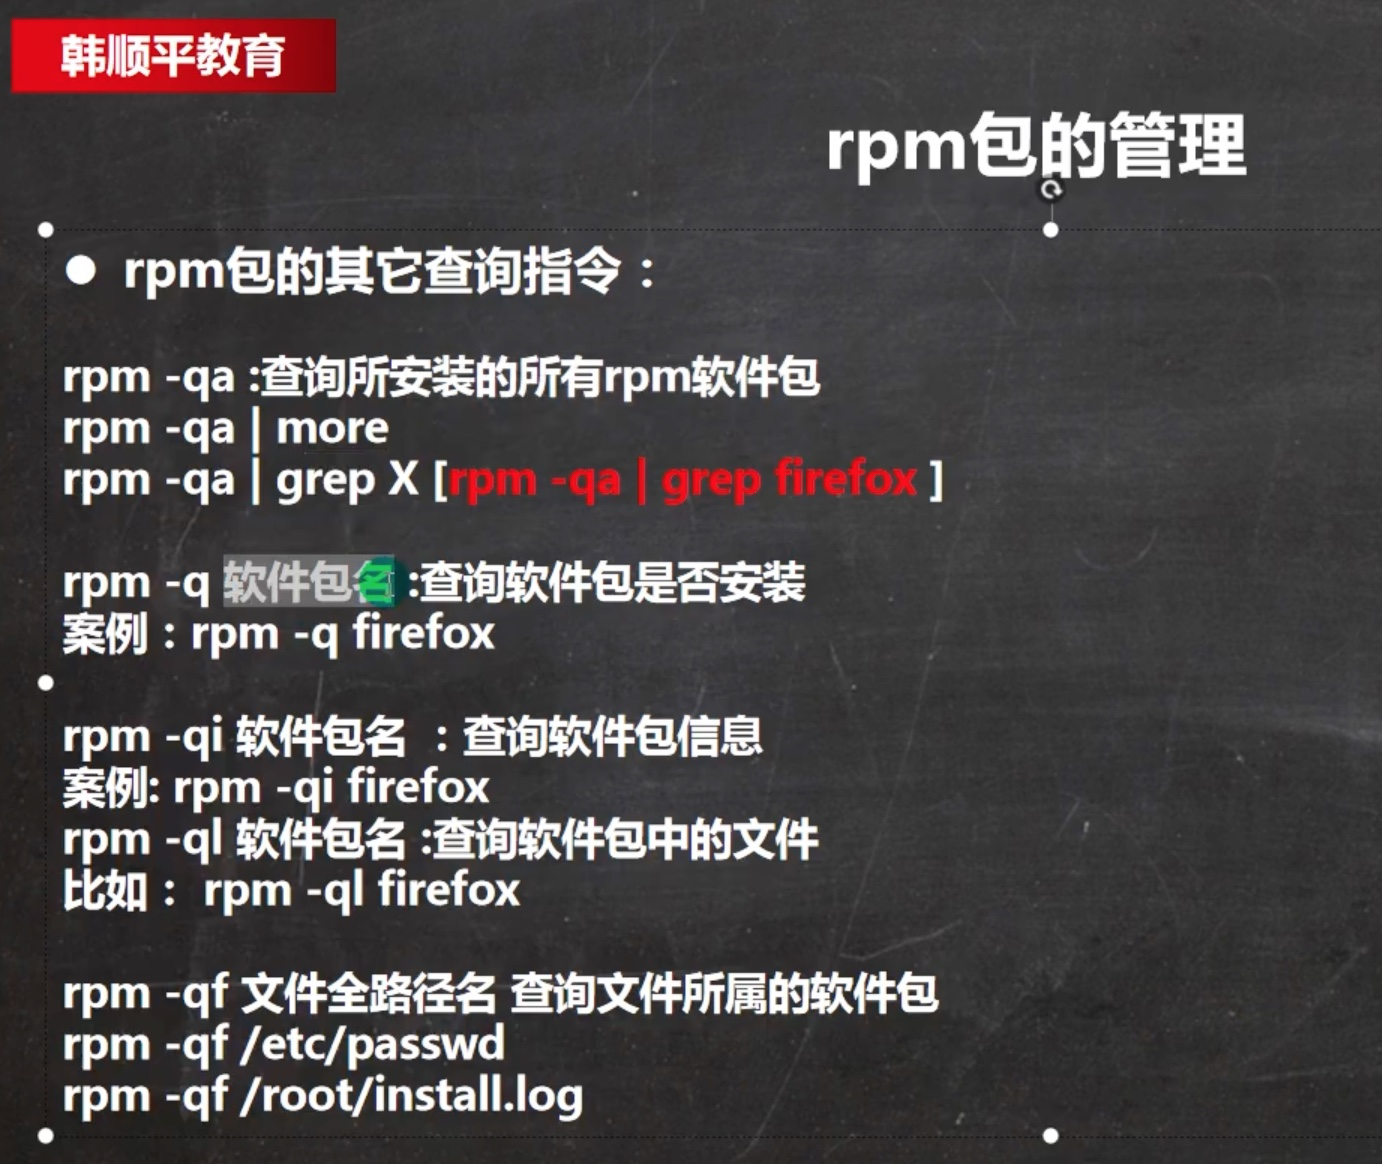 韩顺平教育
rpm包的管理
● rpm包的其它查询指令：
rpm -qa :查询所安装的所有rpm软件包
rpm -qa | more
rpm -qa | grep X [rpm -qa | grep firefox ]
rpm -q 软件包名 :查询软件包是否安装
案例：rpm -q firefox
rpm -qi 软件包名 ：查询软件包信息
案例: rpm -qi firefox
rpm -ql 软件包名 :查询软件包中的文件
比如： rpm -ql firefox
rpm -qf 文件全路径名 查询文件所属的软件包
rpm -qf /etc/passwd
rpm -qf /root/install.log